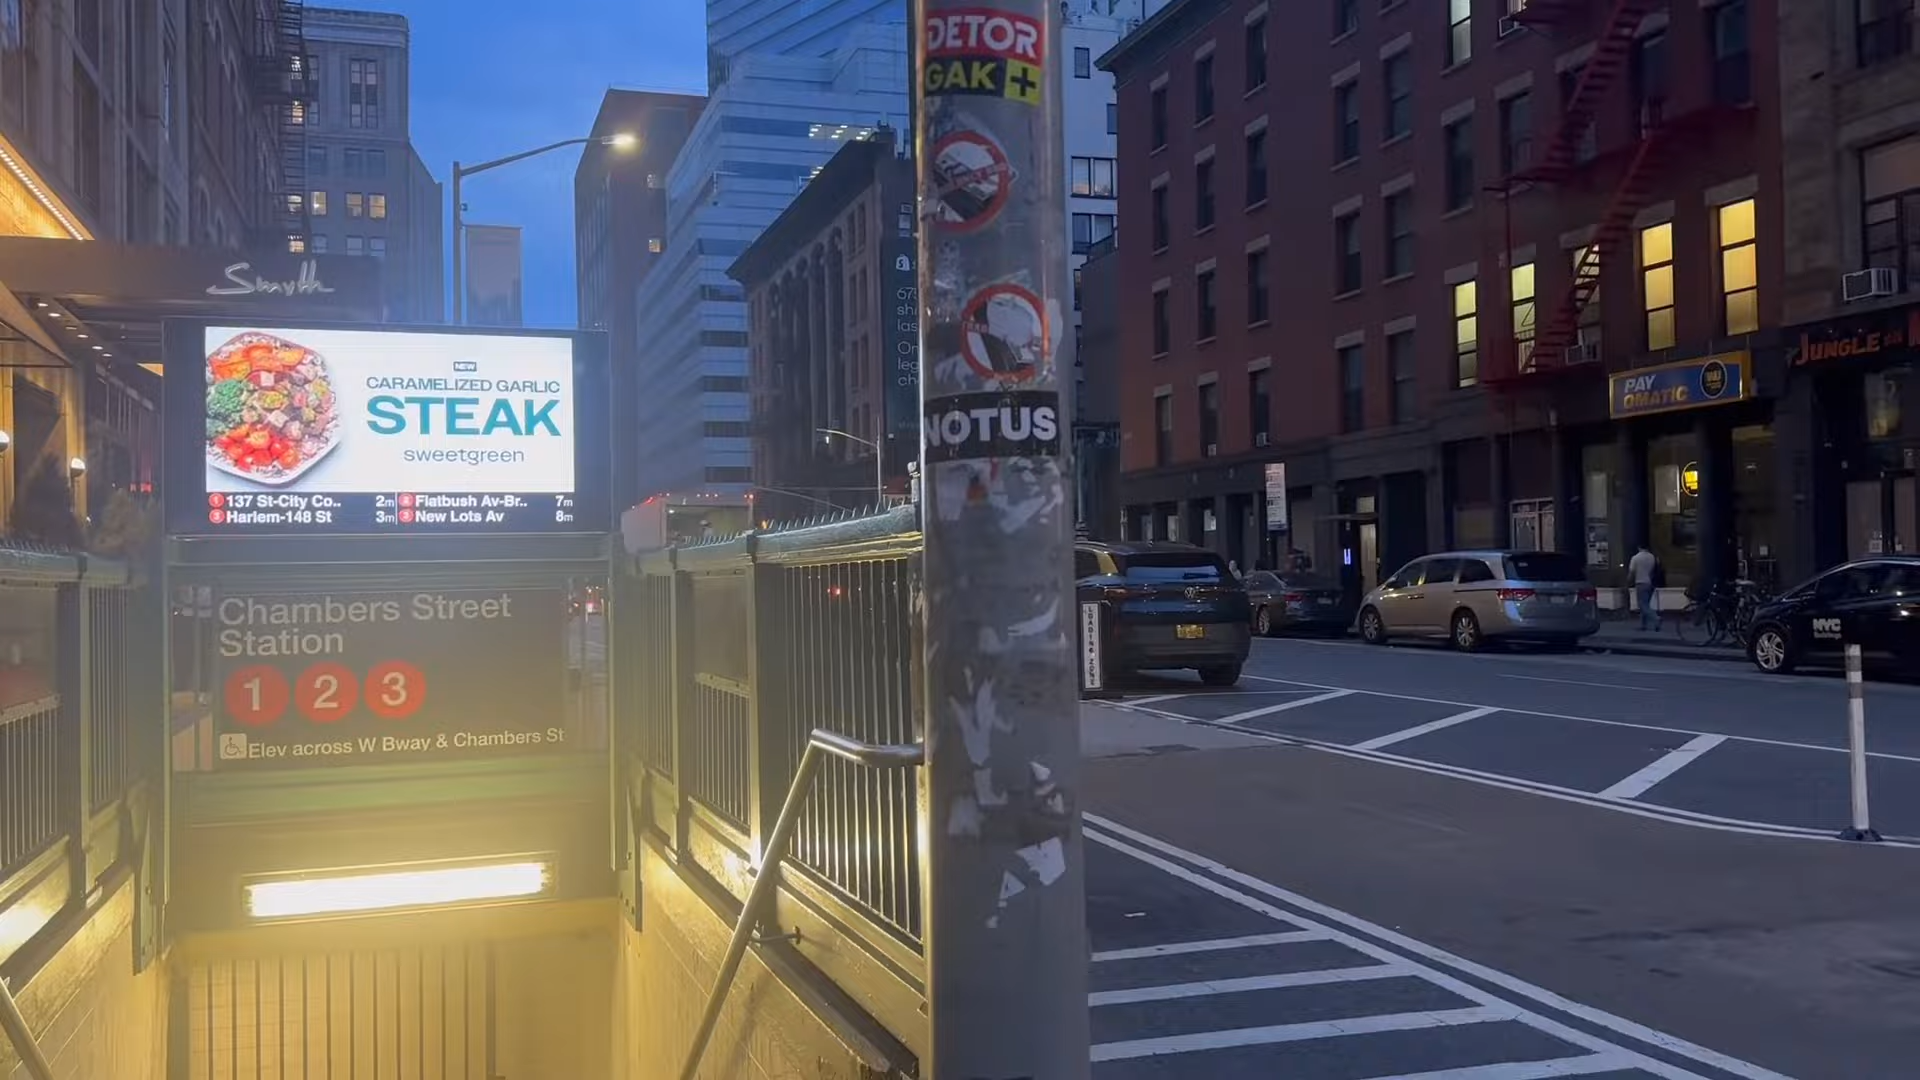 DETOR
GAK +
Smyth
NEW
CARAMELIZED GARLIC
STEAK
sweetgreen
1 137 St-City Co.. 2m
3 Harlem-148 St 3m
2 Flatbush Av-Br.. 7m
3 New Lots Av 8m
NOTUS
Chambers Street
Station
1 2 3
Elev across W Bway & Chambers St
PAY
OMATIC
JUNGLE
LOADING ZONE
NYC
Buildings